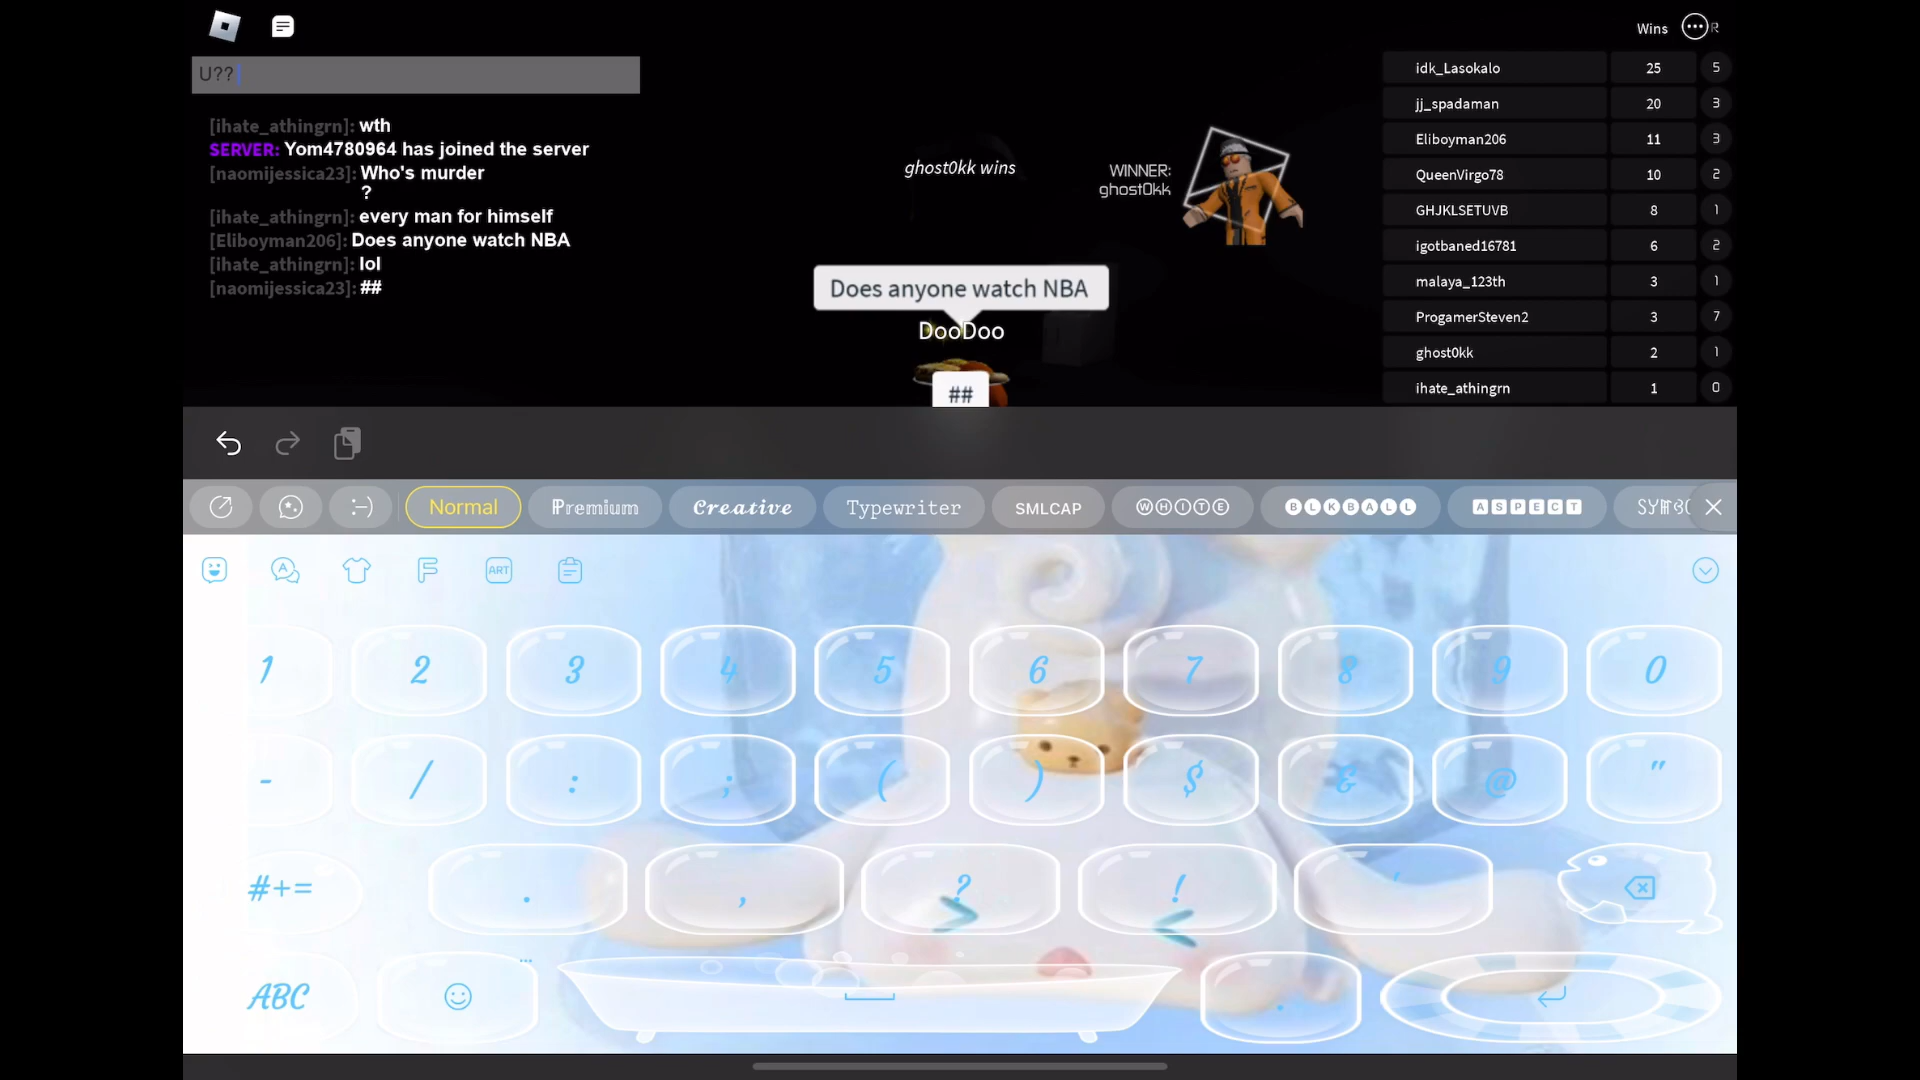 Wins
R
U??
[ihate_athingrn]: wth
SERVER: Yom4780964 has joined the server
[naomijessica23]: Who's murder
?
[ihate_athingrn]: every man for himself
[Eliboyman206]: Does anyone watch NBA
[ihate_athingrn]: lol
[naomijessica23]: ##
ghost0kk wins
WINNER:
ghost0kk
Does anyone watch NBA
DooDoo
##
idk_Lasokalo 25 5
jj_spadaman 20 3
Eliboyman206 11 3
QueenVirgo78 10 2
GHJKLSETUVB 8 1
igotbaned16781 6 2
malaya_123th 3 1
ProgamerSteven2 3 7
ghost0kk 2 1
ihate_athingrn 1 0
:-) Normal Premium Creative Typewriter SMLCAP WHITE BLKBALL ASPECT
A F ART
1 2 3 4 5 6 7 8 9 0
- / : ; ( ) $ & @ "
#+= . , ? ! '
ABC .